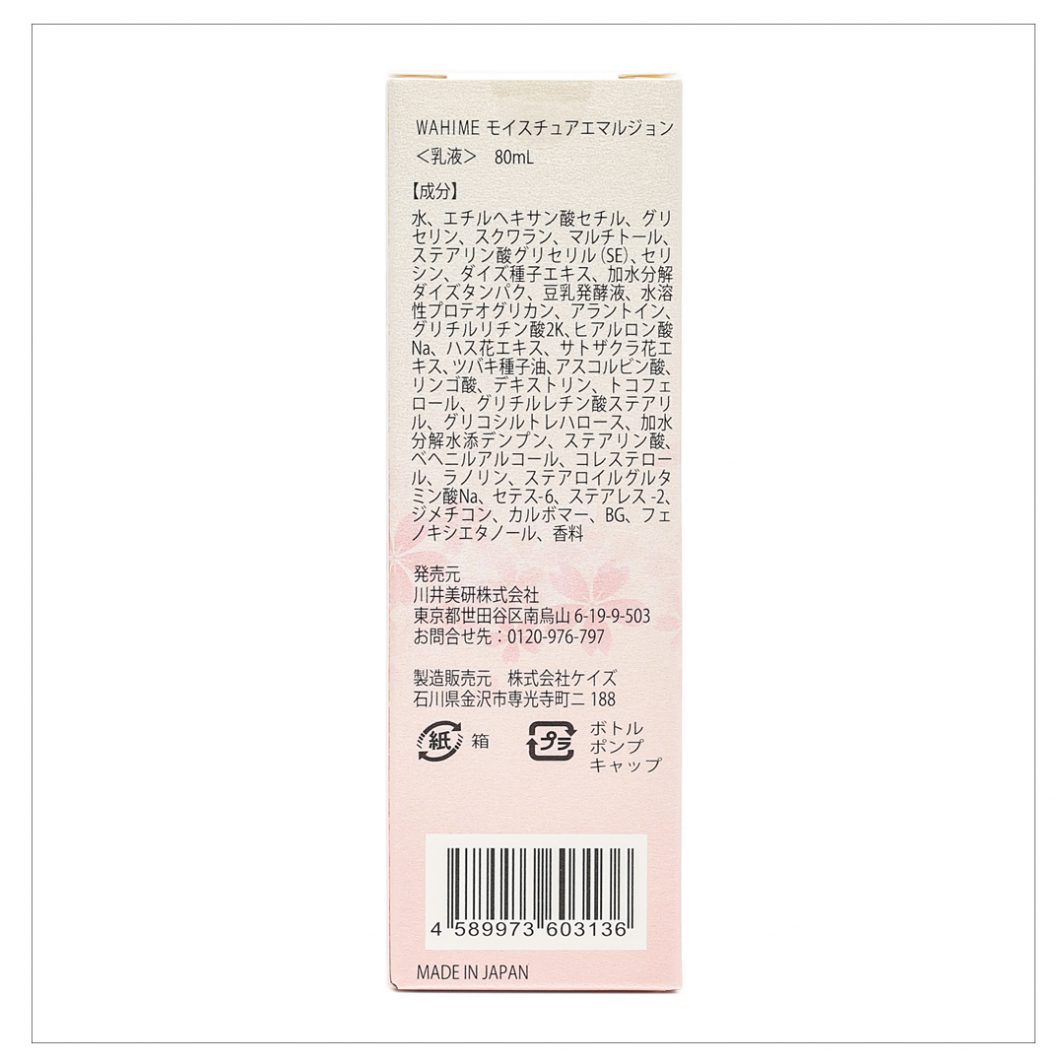 WAHIME モイスチュアエマルジョン
＜乳液＞ 80mL
【成分】
水、エチルヘキサン酸セチル、グリ
セリン、スクワラン、マルチトール、
ステアリン酸グリセリル（SE）、セリ
シン、ダイズ種子エキス、加水分解
ダイズタンパク、豆乳発酵液、水溶
性プロテオグリカン、アラントイン、
グリチルリチン酸2K、ヒアルロン酸
Na、ハス花エキス、サトザクラ花エ
キス、ツバキ種子油、アスコルビン酸、
リンゴ酸、デキストリン、トコフェ
ロール、グリチルレチン酸ステアリ
ル、グリコシルトレハロース、加水
分解水添デンプン、ステアリン酸、
ベヘニルアルコール、コレステロー
ル、ラノリン、ステアロイルグルタ
ミン酸Na、セテス-6、ステアレス -2、
ジメチコン、カルボマー、BG、フェ
ノキシエタノール、香料
発売元
川井美研株式会社
東京都世田谷区南烏山 6-19-9-503
お問合せ先：0120-976-797
製造販売元 株式会社ケイズ
石川県金沢市専光寺町ニ 188
紙 箱
プラ ボトル
ポンプ
キャップ
4 589973 603136
MADE IN JAPAN